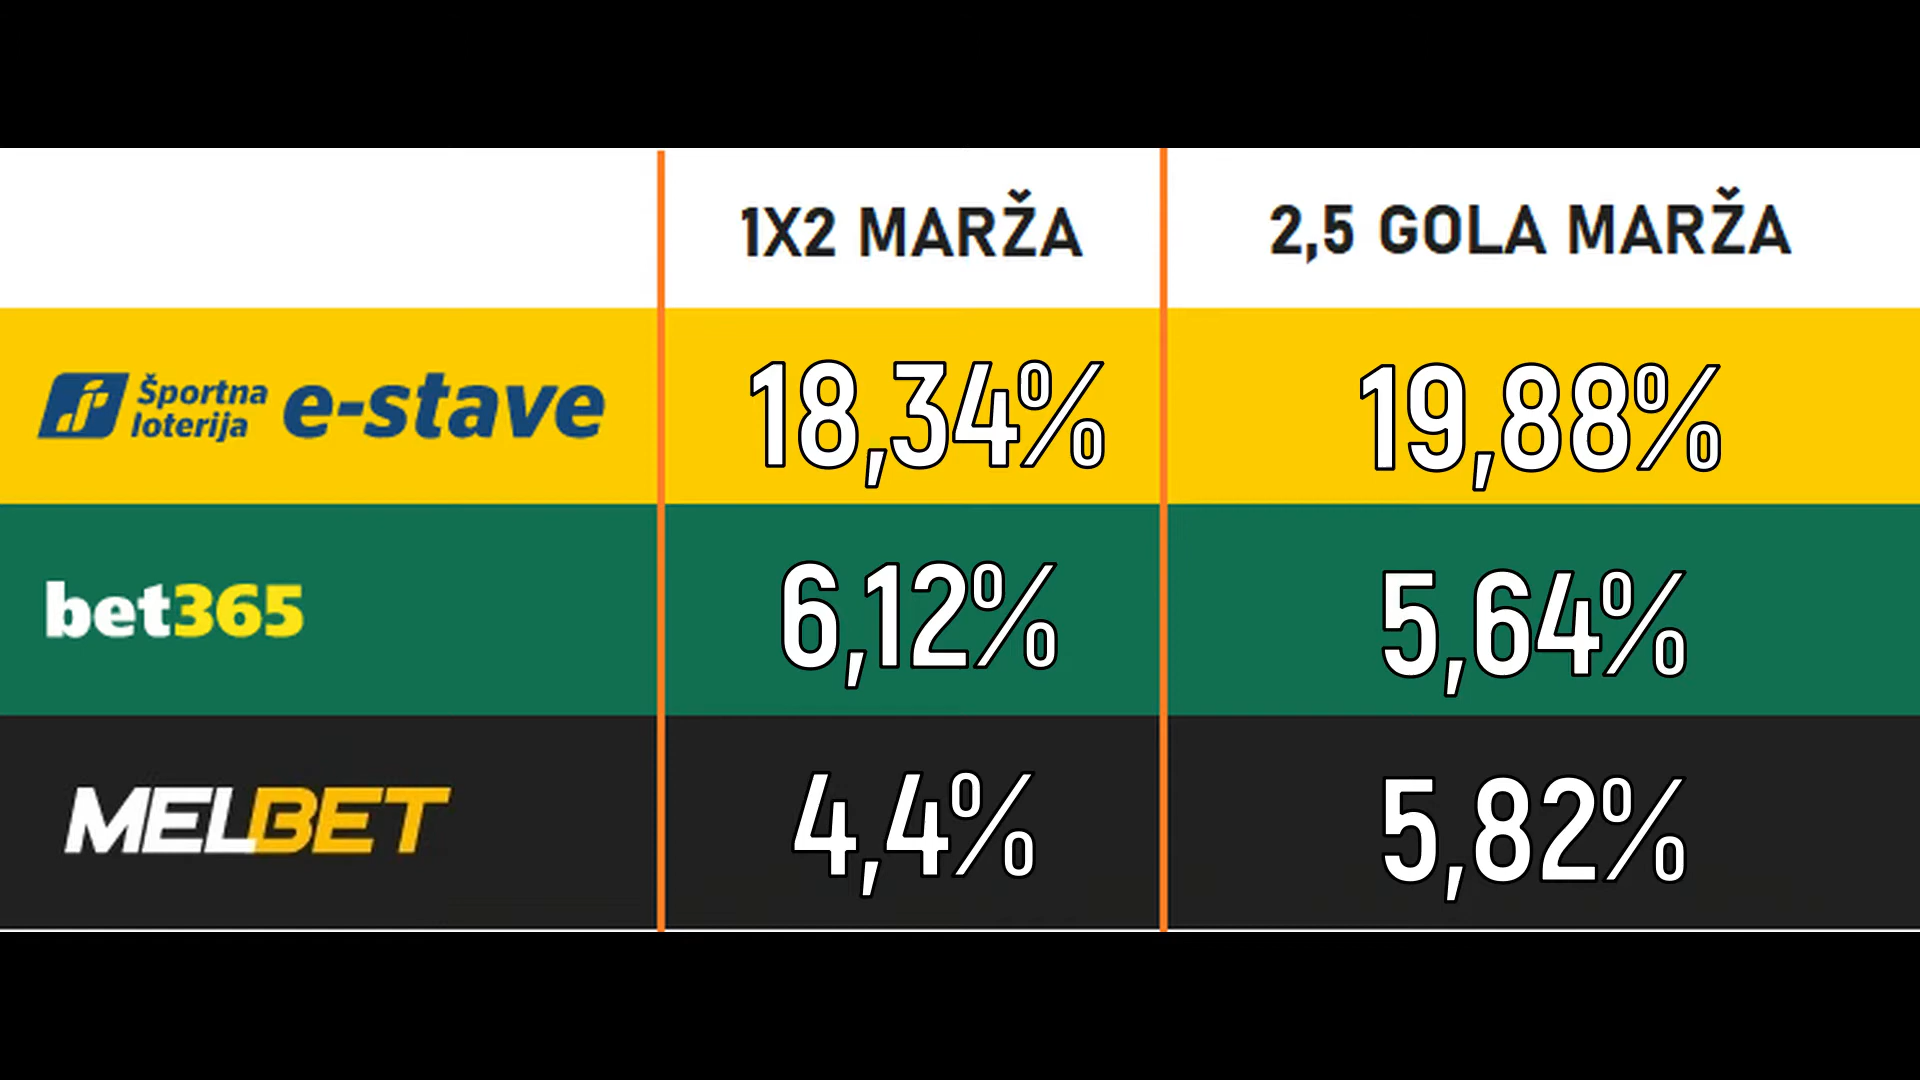 1X2 MARŽA 2,5 GOLA MARŽA
Športna loterija e-stave 18,34% 19,88%
bet365 6,12% 5,64%
MELBET 4,4% 5,82%